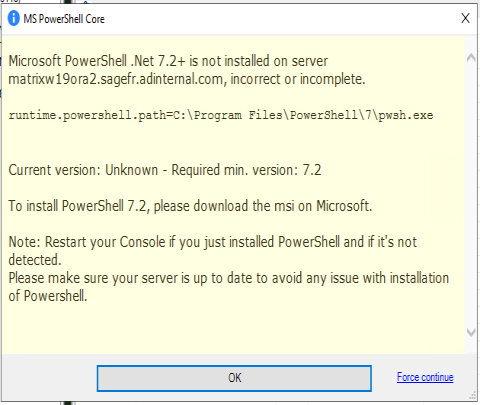 MS PowerShell Core
X
Microsoft PowerShell .Net 7.2+ is not installed on server
matrixw19ora2.sagefr.adinternal.com, incorrect or incomplete.
runtime.powershell.path=C:\Program Files\PowerShell\7\pwsh.exe
Current version: Unknown - Required min. version: 7.2
To install PowerShell 7.2, please download the msi on Microsoft.
Note: Restart your Console if you just installed PowerShell and if it's not
detected.
Please make sure your server is up to date to avoid any issue with installation
of Powershell.
OK
Force continue